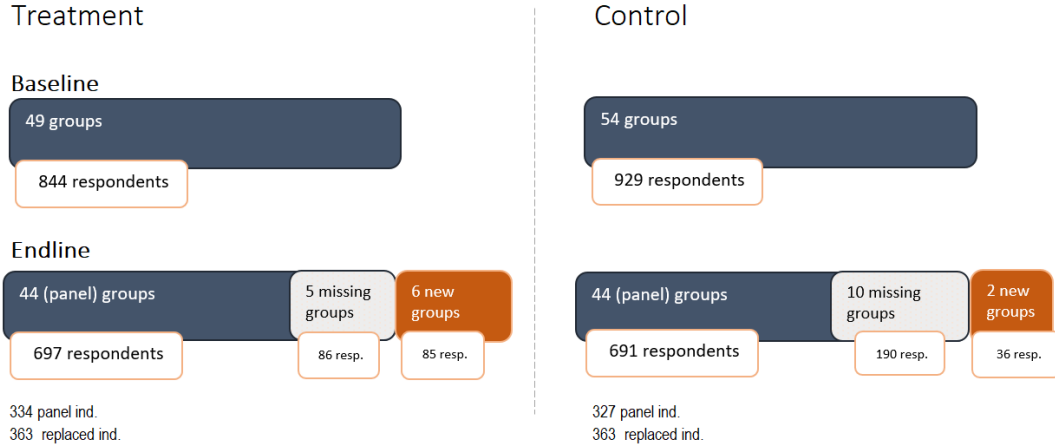 Treatment
Control
Baseline
49 groups
844 respondents
54 groups
929 respondents
Endline
44 (panel) groups
697 respondents
5 missing
groups
86 resp.
6 new
groups
85 resp.
44 (panel) groups
691 respondents
10 missing
groups
190 resp.
2 new
groups
36 resp.
334 panel ind.
363 replaced ind.
327 panel ind.
363 replaced ind.